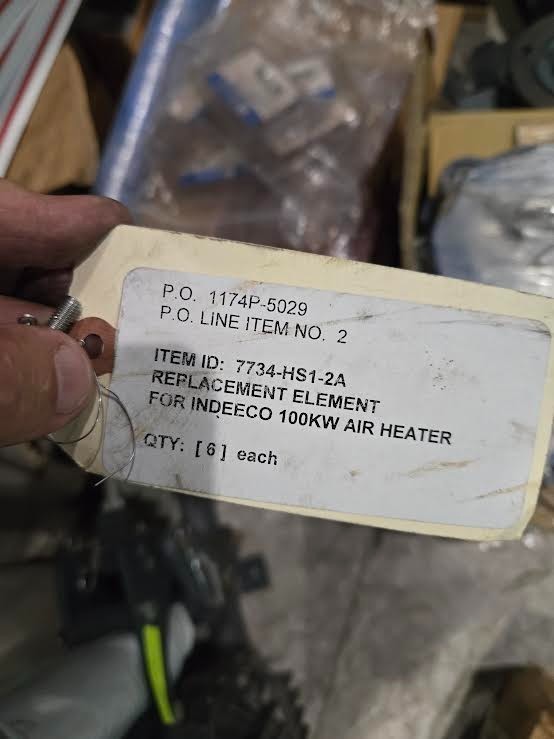 P.O. 1174P-5029
P.O. LINE ITEM NO. 2
ITEM ID: 7734-HS1-2A
REPLACEMENT ELEMENT
FOR INDEECO 100KW AIR HEATER
QTY: [ 6 ] each